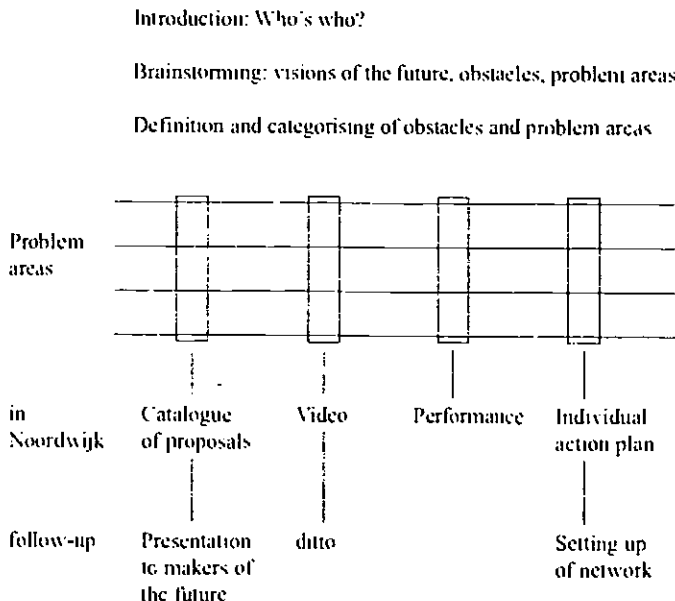 Introduction: Who's who?
Brainstorming: visions of the future, obstacles, problem areas
Definition and categorising of obstacles and problem areas
Problem
areas
in
Noordwijk
Catalogue
of proposals
Video
Performance
Individual
action plan
follow-up
Presentation
to makers of
the future
ditto
Setting up
of network